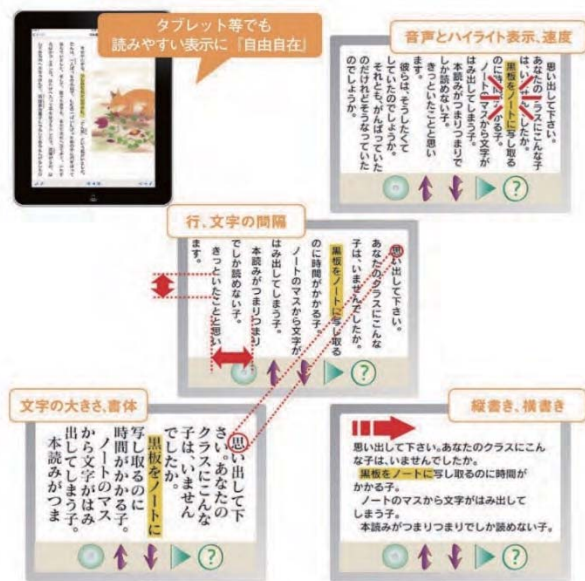 タブレット等でも
読みやすい表示に『自由自在』
音声とハイライト表示、速度
思い出して下さい。
あなたのクラスにこんな子
は、いませんでしたか。
黒板をノートに写し取る
のに時間がかかる子。
ノートのマスから文字が
はみ出してしまう子。
本読みがつまりつまりで
しか読めない子。
きっといたことと思い
ます。
彼らは、そうしたくて
していたのでしょうか。
それとも、がんばっていた
のだけれどそうなっていた
のでしょうか。
?
行、文字の間隔
思い出して下さい。
あなたのクラスにこんな
子は、いませんでしたか。
黒板をノートに写し取る
のに時間がかかる子。
ノートのマスから文字が
はみ出してしまう子。
本読みがつまりつまり
でしか読めない子。
きっといたことと思い
ます。
?
文字の大きさ、書体
思い出して下
さい。あなたの
クラスにこんな
子は、いません
でしたか。
黒板をノートに
写し取るのに
時間がかかる子。
ノートのマス
から文字がはみ
出してしまう子。
本読みがつま
?
縦書き、横書き
思い出して下さい。あなたのクラスにこん
な子は、いませんでしたか。
黒板をノートに写し取るのに時間が
かかる子。
ノートのマスから文字がはみ出して
しまう子。
本読みがつまりつまりでしか読めない子。
?